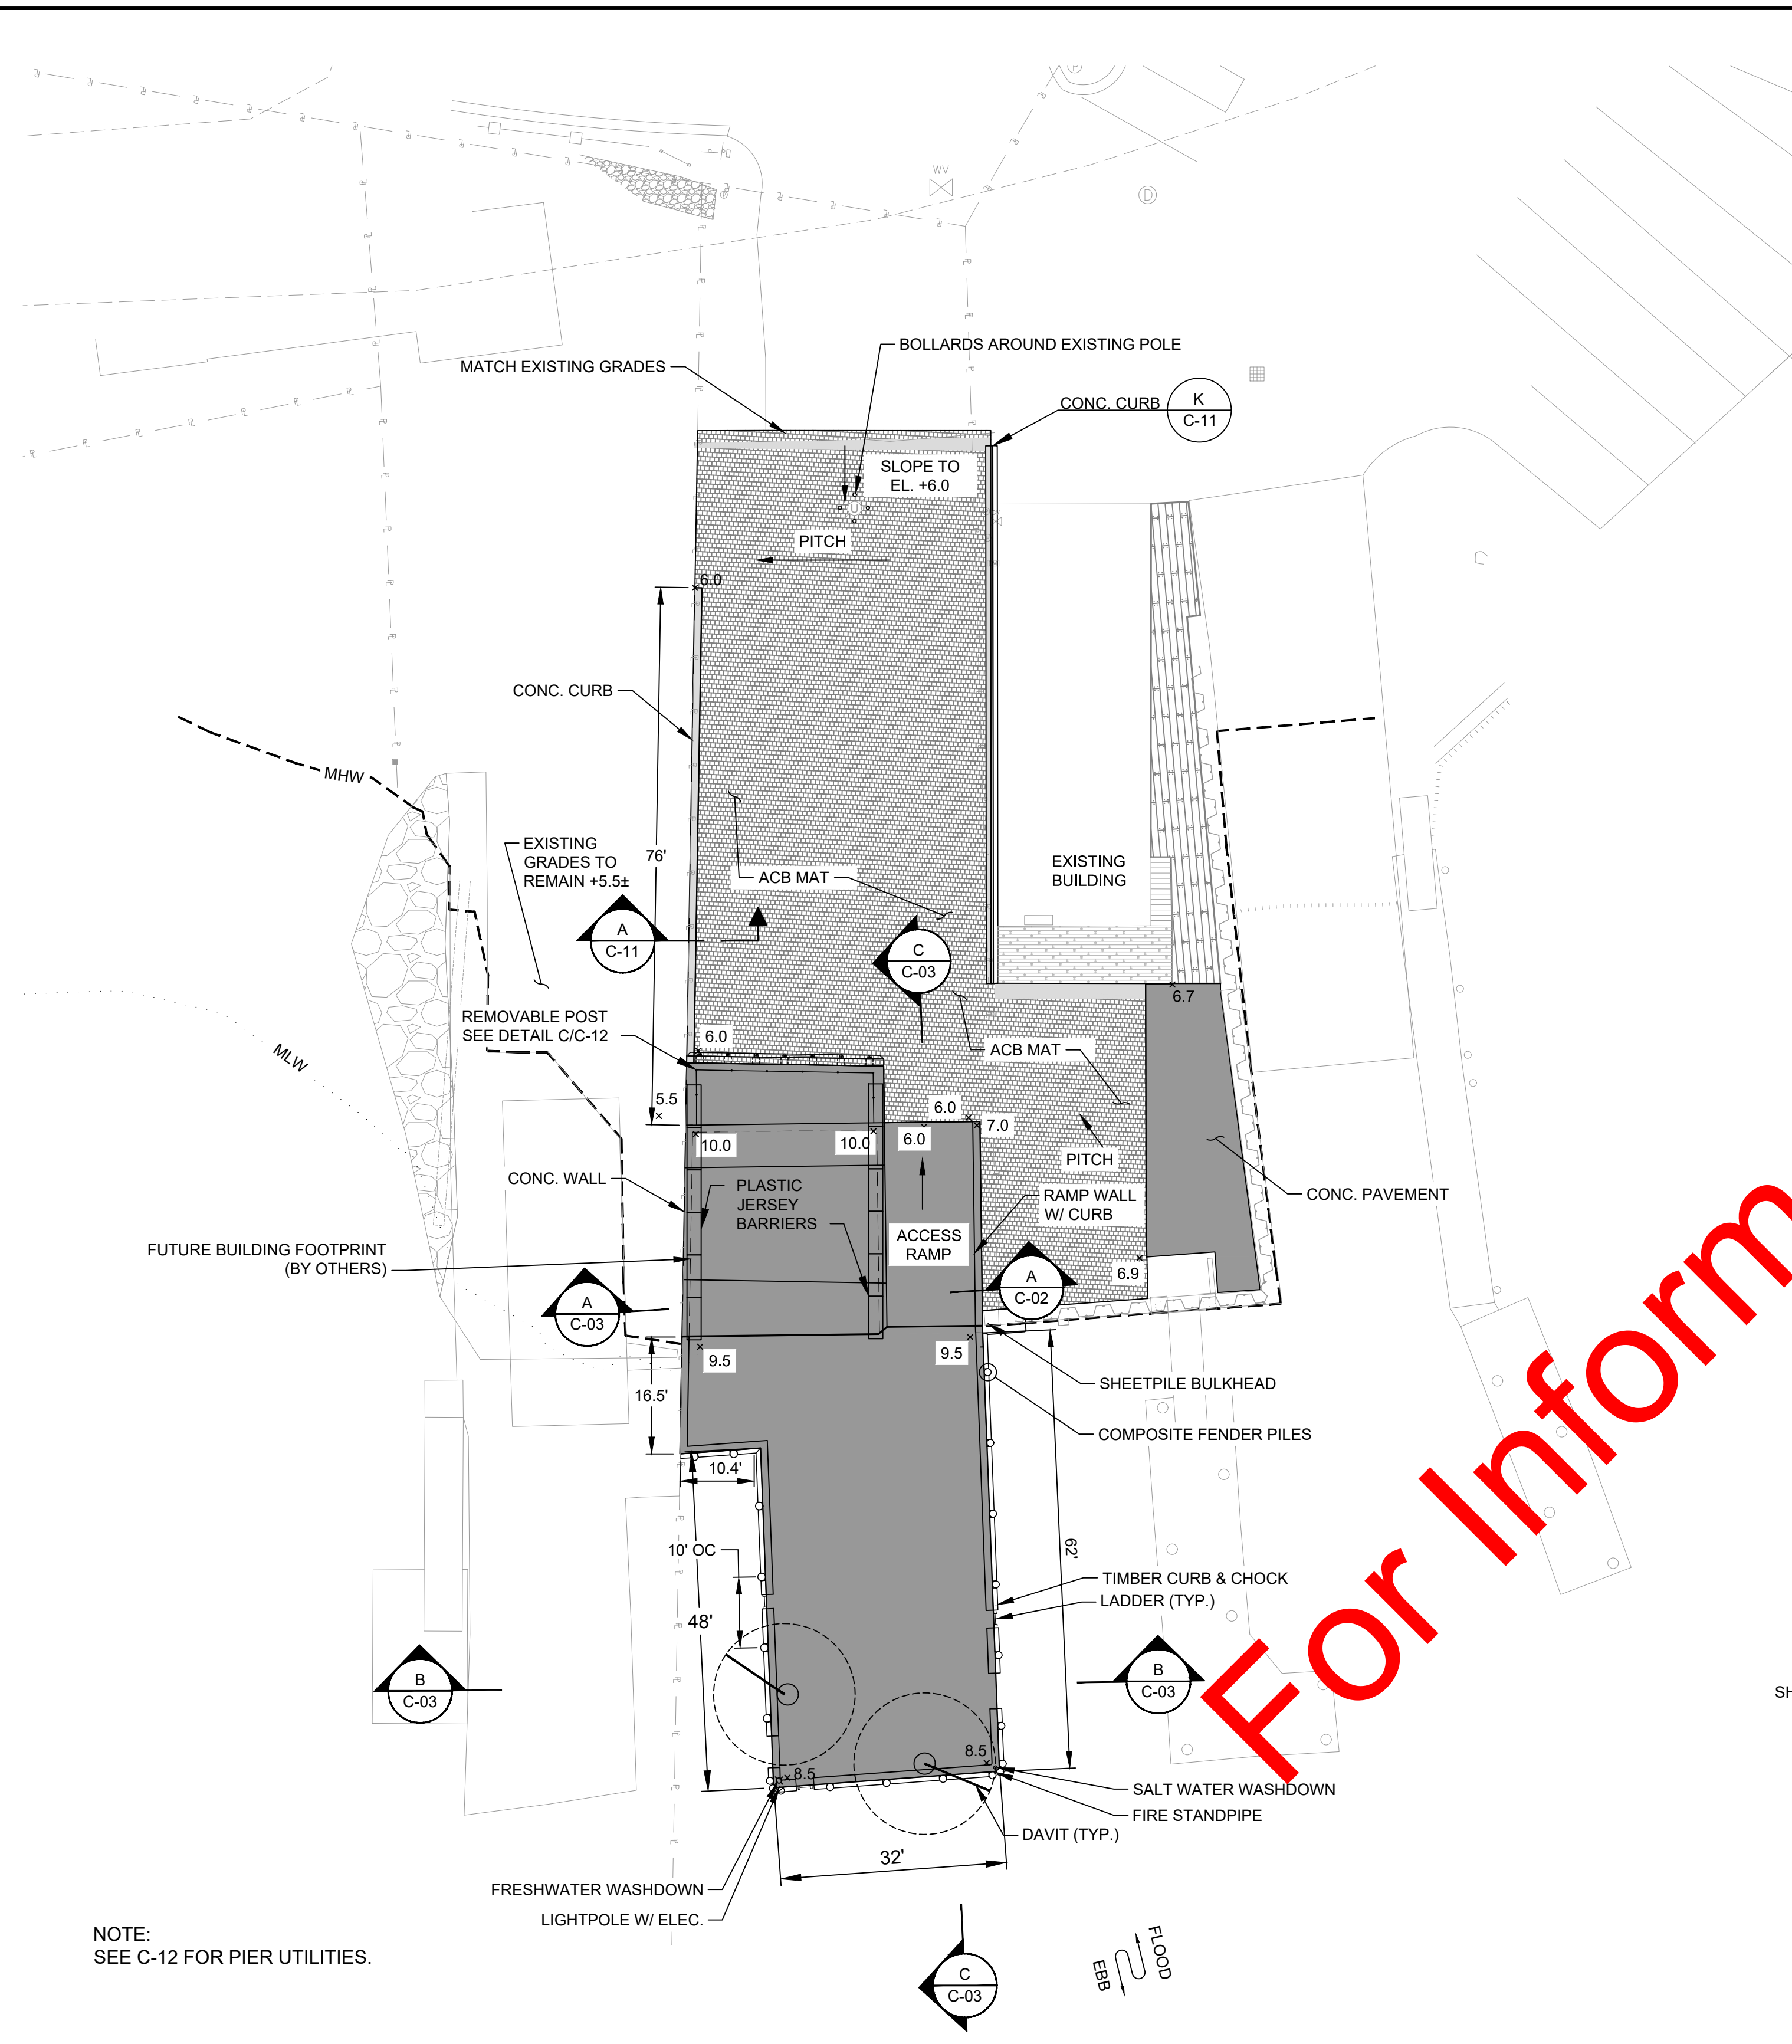 WV
D
BOLLARDS AROUND EXISTING POLE
MATCH EXISTING GRADES
CONC. CURB
K
C-11
SLOPE TO
EL. +6.0
U
PITCH
6.0
CONC. CURB
MHW
76'
EXISTING
GRADES TO
REMAIN +5.5±
ACB MAT
EXISTING
BUILDING
A
C-11
C
C-03
6.7
REMOVABLE POST
SEE DETAIL C/C-12
6.0
ACB MAT
MLW
5.5
6.0
7.0
10.0
10.0
6.0
PITCH
CONC. WALL
PLASTIC
JERSEY
BARRIERS
RAMP WALL
W/ CURB
CONC. PAVEMENT
ACCESS
RAMP
FUTURE BUILDING FOOTPRINT
(BY OTHERS)
6.9
A
C-02
A
C-03
9.5
9.5
SHEETPILE BULKHEAD
16.5'
COMPOSITE FENDER PILES
10.4'
10' OC
62'
TIMBER CURB & CHOCK
LADDER (TYP.)
48'
B
C-03
B
C-03
SH
8.5
8.5
SALT WATER WASHDOWN
FIRE STANDPIPE
DAVIT (TYP.)
32'
FRESHWATER WASHDOWN
LIGHTPOLE W/ ELEC.
NOTE:
SEE C-12 FOR PIER UTILITIES.
C
C-03
FLOOD
EBB
For Inform